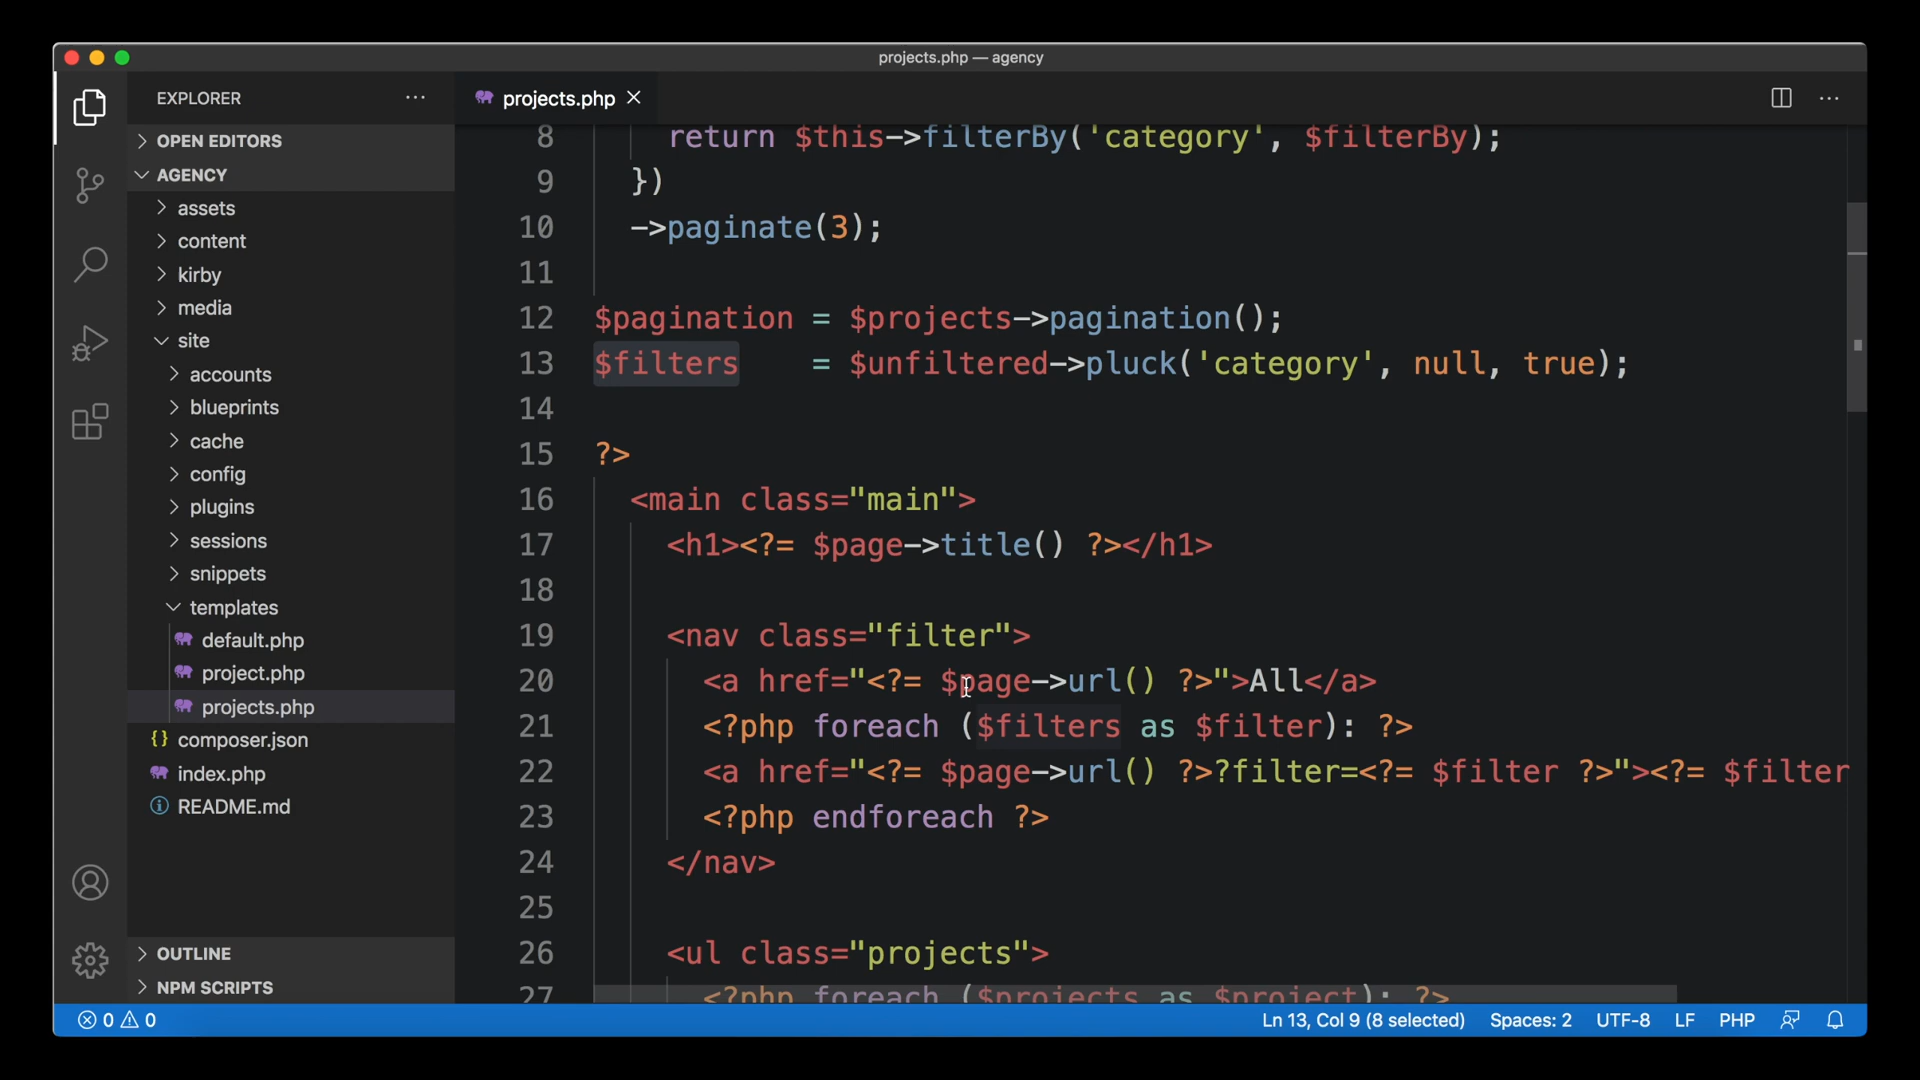 projects.php — agency
EXPLORER
OPEN EDITORS
AGENCY
assets
content
kirby
media
site
accounts
blueprints
cache
config
plugins
sessions
snippets
templates
default.php
project.php
projects.php
composer.json
index.php
README.md
OUTLINE
NPM SCRIPTS
projects.php
8 return $this->filterBy('category', $filterBy);
9 })
10 ->paginate(3);
11
12 $pagination = $projects->pagination();
13 $filters = $unfiltered->pluck('category', null, true);
14
15 ?>
16 <main class="main">
17 <h1><?= $page->title() ?></h1>
18
19 <nav class="filter">
20 <a href="<?= $page->url() ?>">All</a>
21 <?php foreach ($filters as $filter): ?>
22 <a href="<?= $page->url() ?>?filter=<?= $filter ?>"><?= $filter
23 <?php endforeach ?>
24 </nav>
25
26 <ul class="projects">
27 <?php foreach ($projects as $project): ?>
0 0
Ln 13, Col 9 (8 selected) Spaces: 2 UTF-8 LF PHP